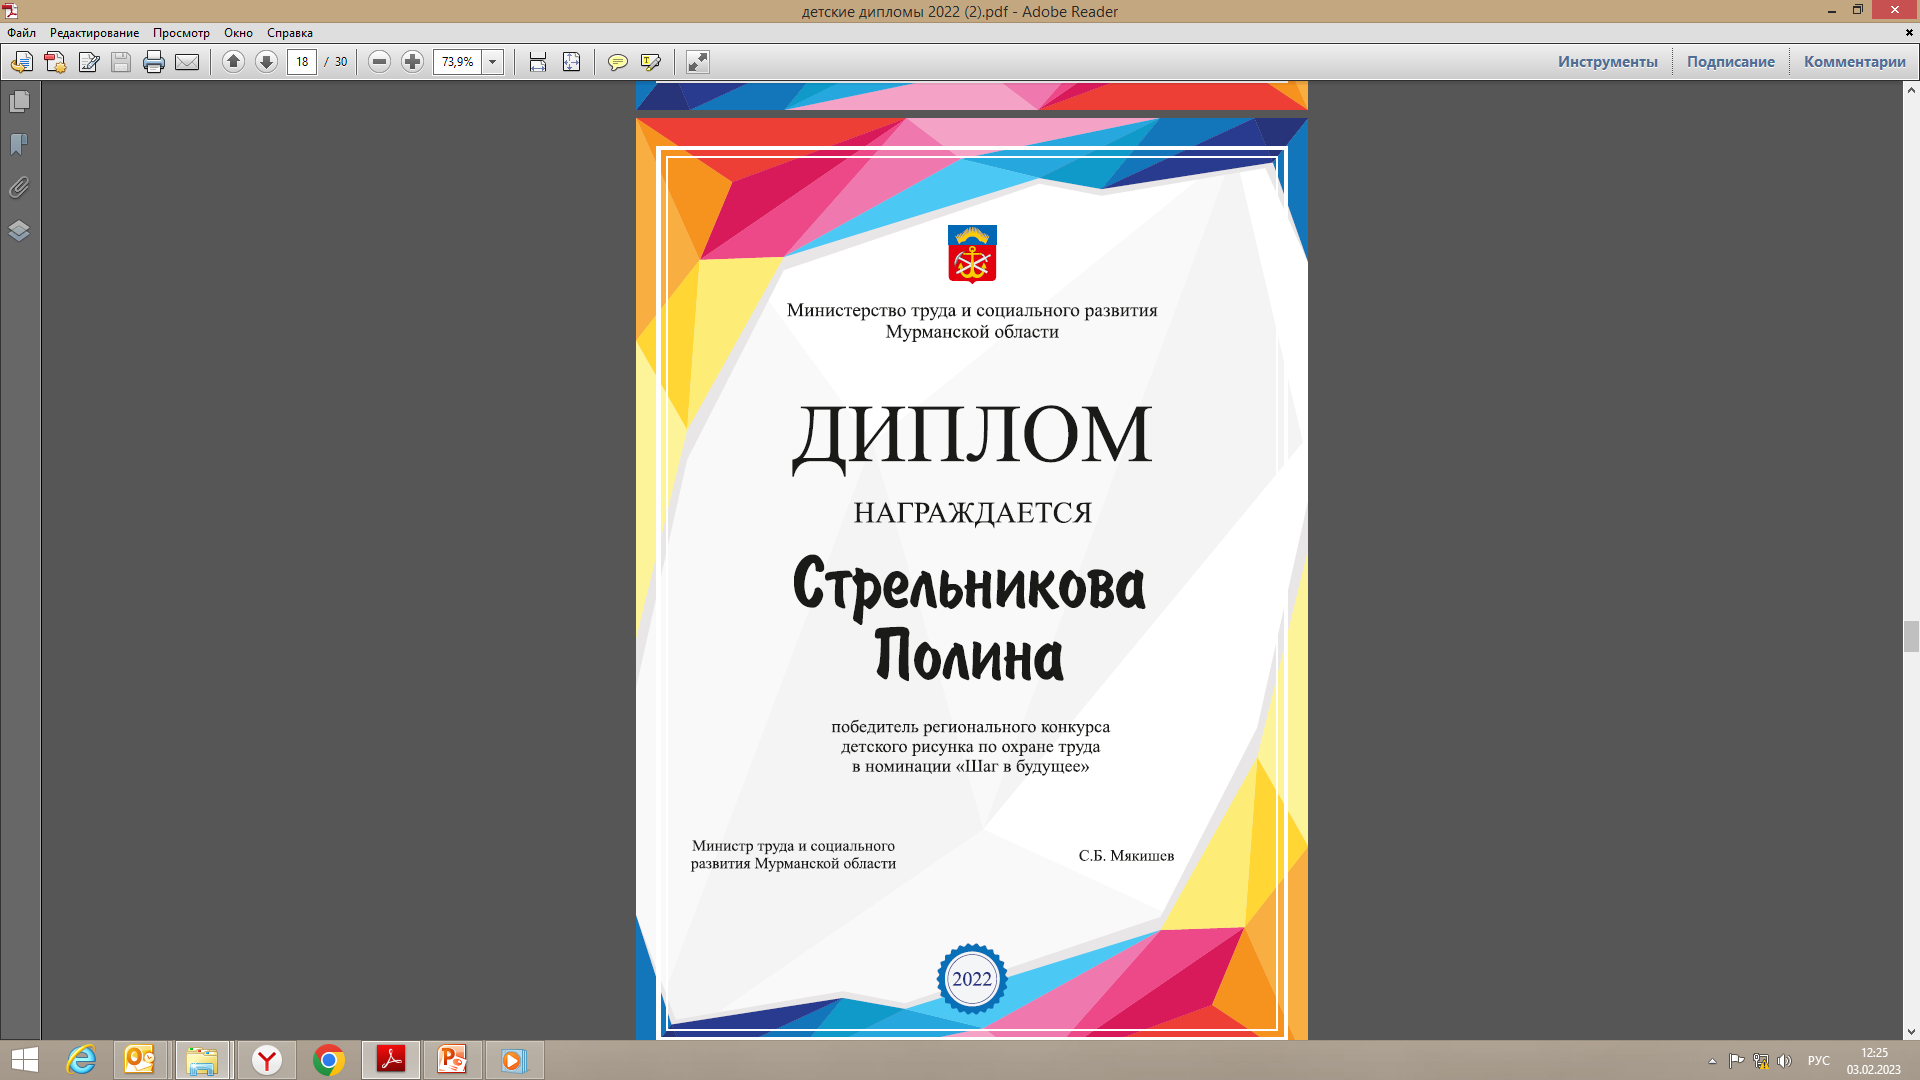 детские дипломы 2022 (2).pdf - Adobe Reader
Файл Редактирование Просмотр Окно Справка
18 / 30 73,9% Инструменты Подписание Комментарии
Министерство труда и социального развития
Мурманской области
ДИПЛОМ
НАГРАЖДАЕТСЯ
Стрельникова
Полина
победитель регионального конкурса
детского рисунка по охране труда
в номинации «Шаг в будущее»
Министр труда и социального
развития Мурманской области
С.Б. Мякишев
2022
РУС
12:25
03.02.2023